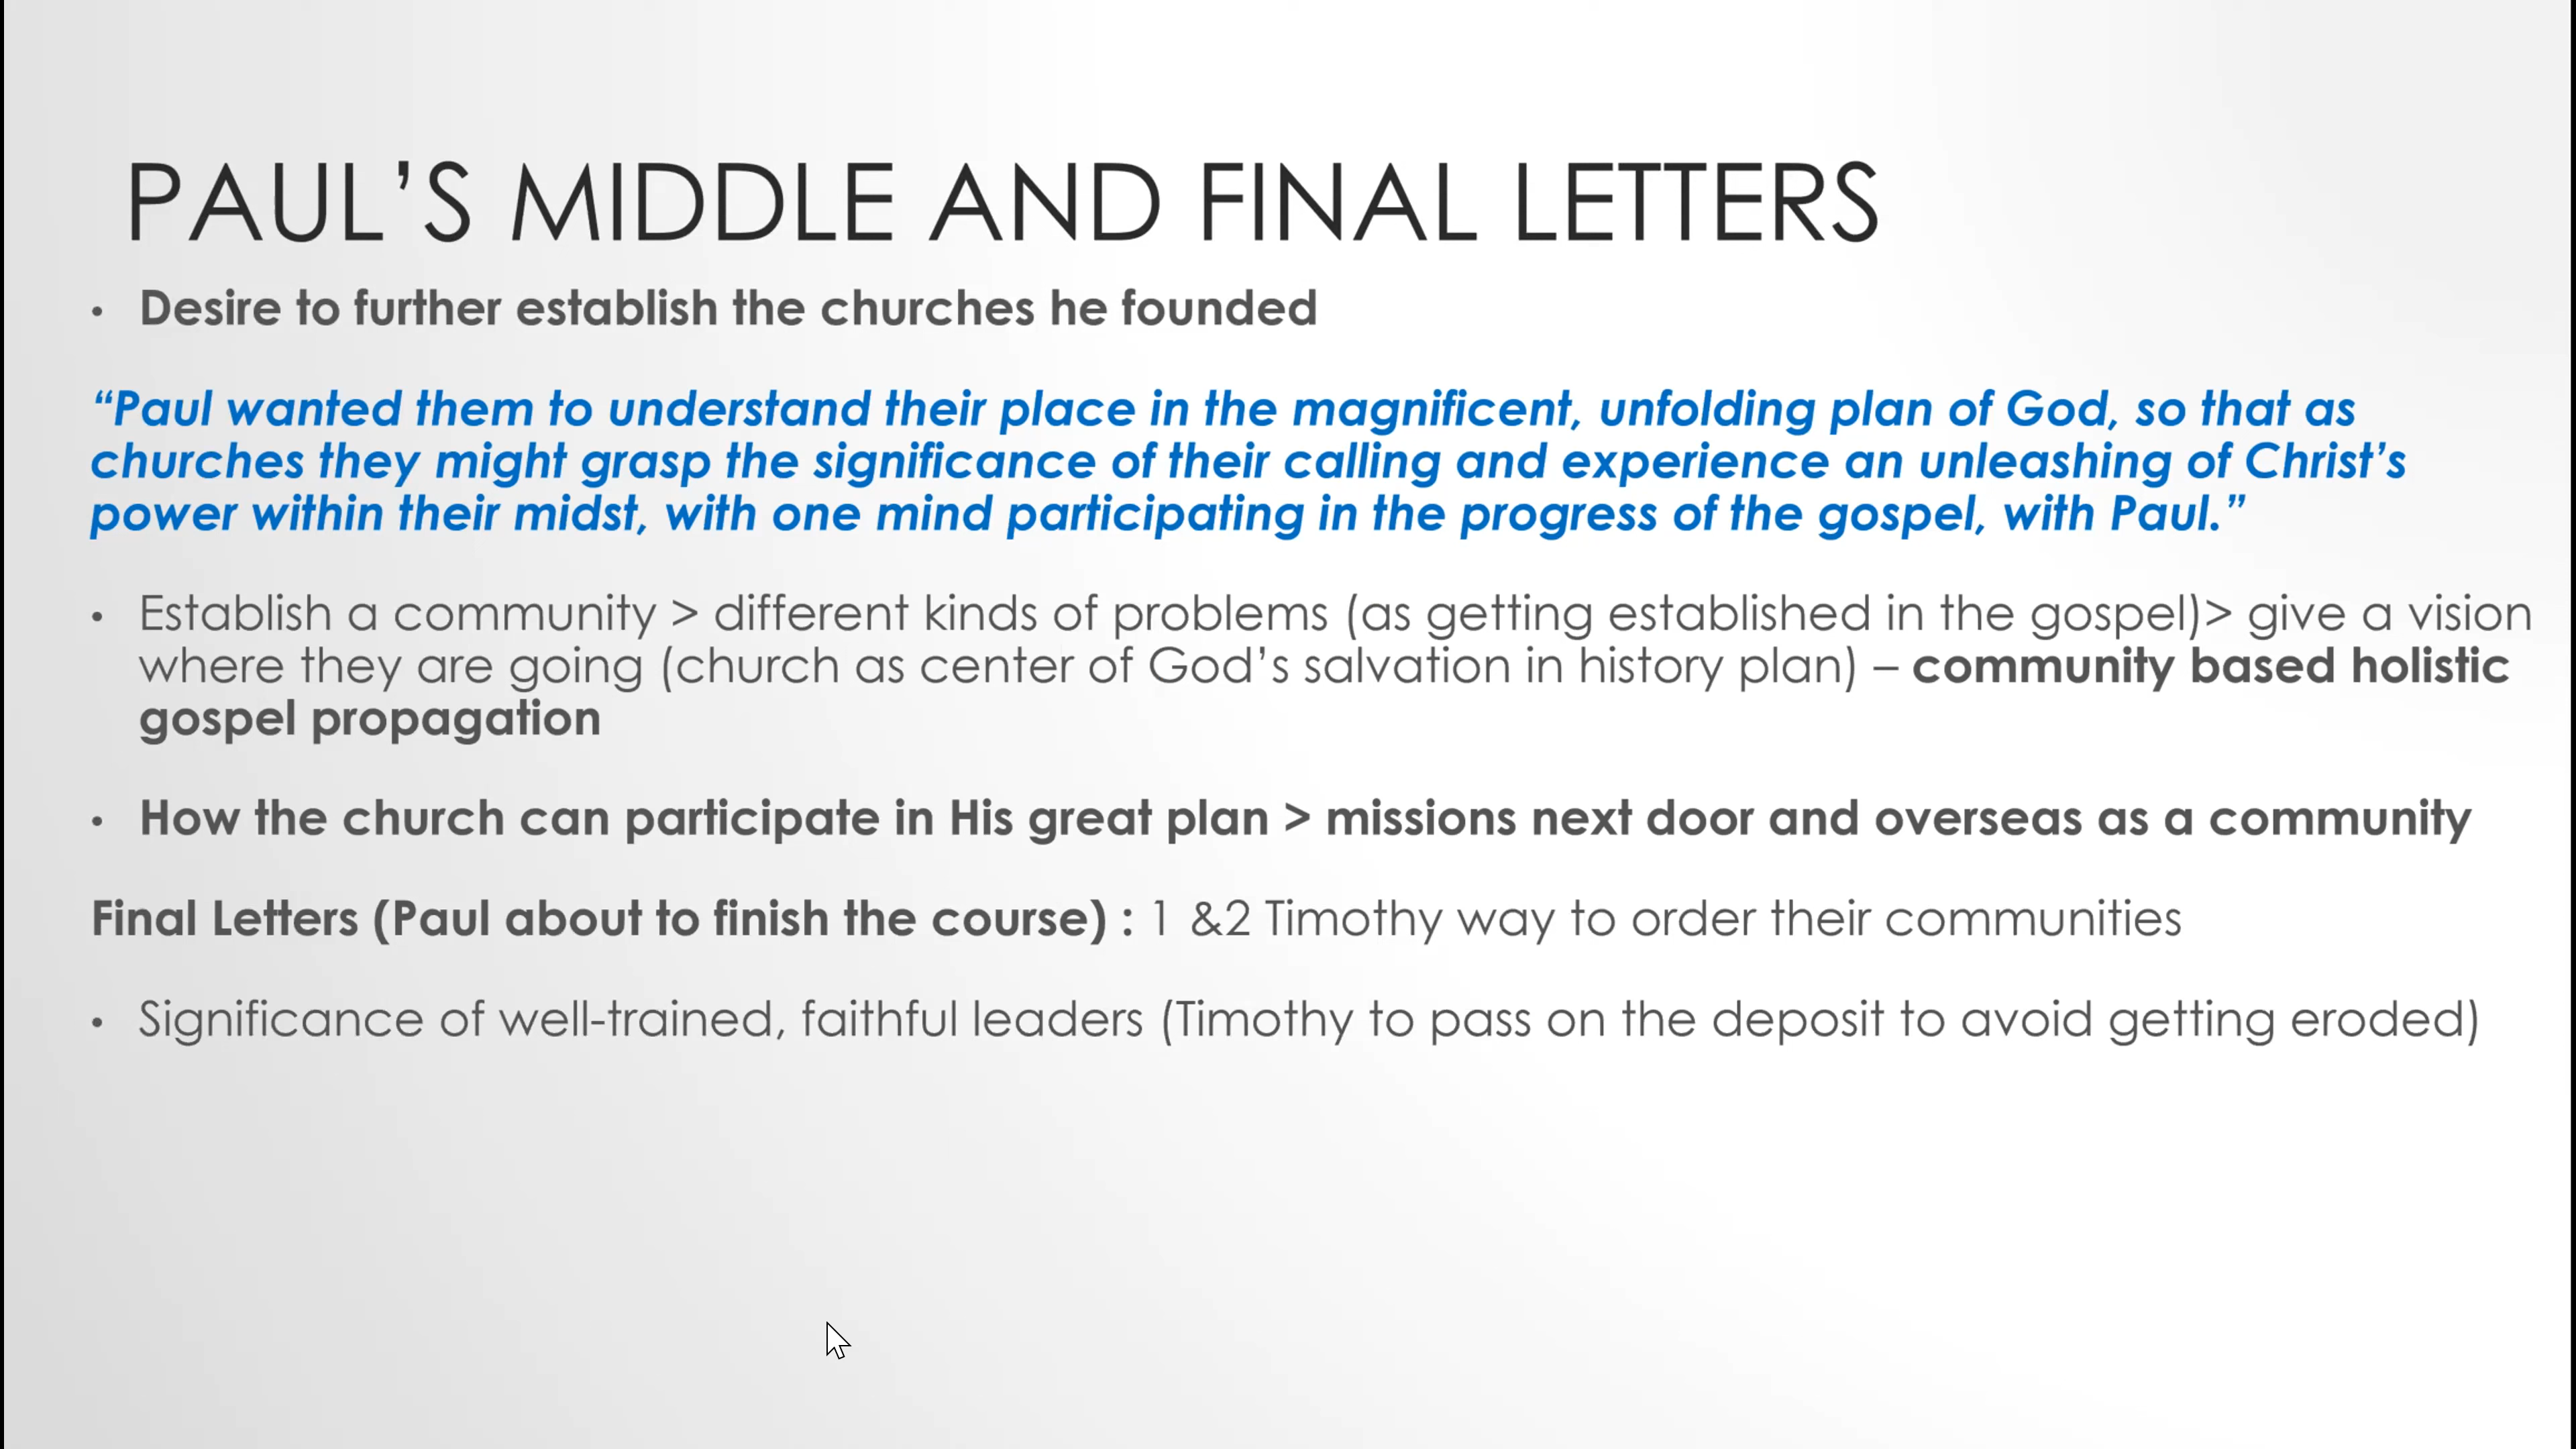 PAUL’S MIDDLE AND FINAL LETTERS
• Desire to further establish the churches he founded
“Paul wanted them to understand their place in the magnificent, unfolding plan of God, so that as
churches they might grasp the significance of their calling and experience an unleashing of Christ’s
power within their midst, with one mind participating in the progress of the gospel, with Paul.”
• Establish a community > different kinds of problems (as getting established in the gospel)> give a vision
where they are going (church as center of God’s salvation in history plan) – community based holistic
gospel propagation
• How the church can participate in His great plan > missions next door and overseas as a community
Final Letters (Paul about to finish the course) : 1 &2 Timothy way to order their communities
• Significance of well-trained, faithful leaders (Timothy to pass on the deposit to avoid getting eroded)